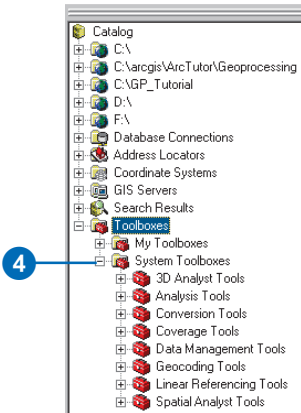 Catalog
C:\
C:\arcgis\ArcTutor\Geoprocessing
C:\GP_Tutorial
D:\
F:\
Database Connections
Address Locators
Coordinate Systems
GIS Servers
Search Results
Toolboxes
My Toolboxes
4 System Toolboxes
3D Analyst Tools
Analysis Tools
Conversion Tools
Coverage Tools
Data Management Tools
Geocoding Tools
Linear Referencing Tools
Spatial Analyst Tools